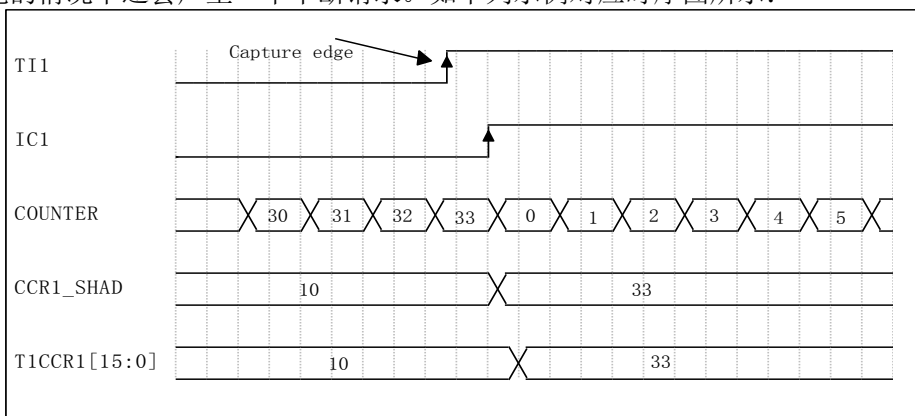 Capture edge
TI1
IC1
COUNTER 30 31 32 33 0 1 2 3 4 5
CCR1_SHAD 10 33
T1CCR1[15:0] 10 33